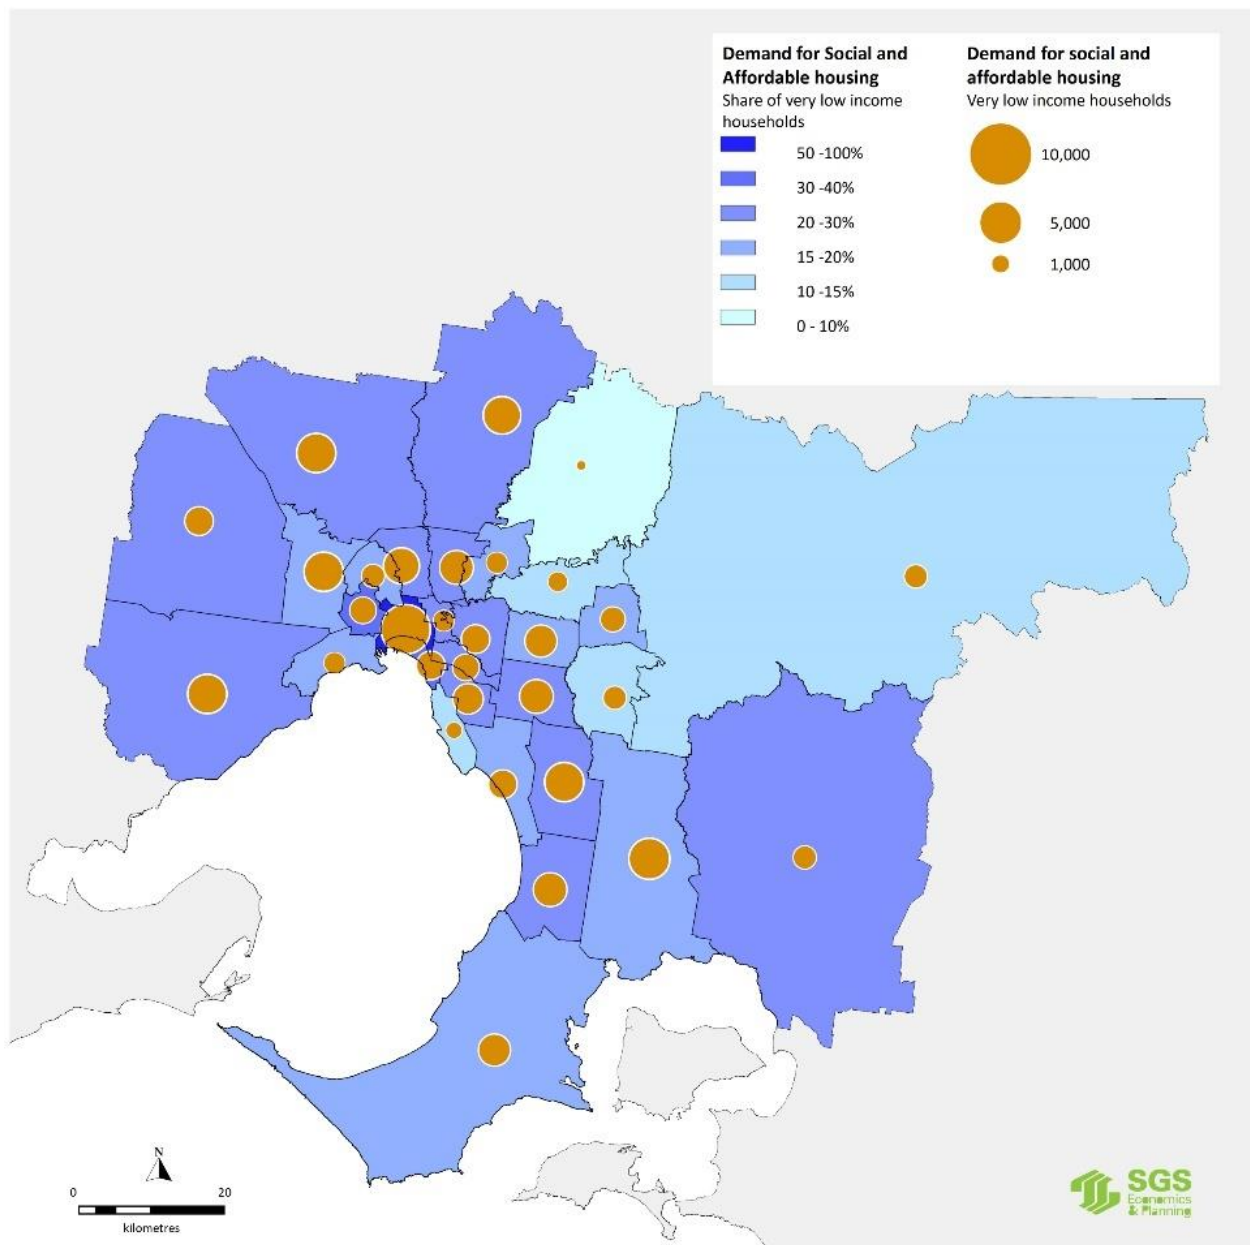 Demand for Social and
Affordable housing
Share of very low income
households
50 -100%
30 -40%
20 -30%
15 -20%
10 -15%
0 - 10%
Demand for social and
affordable housing
Very low income households
10,000
5,000
1,000
N
0 20
kilometres
SGS
Economics
& Planning